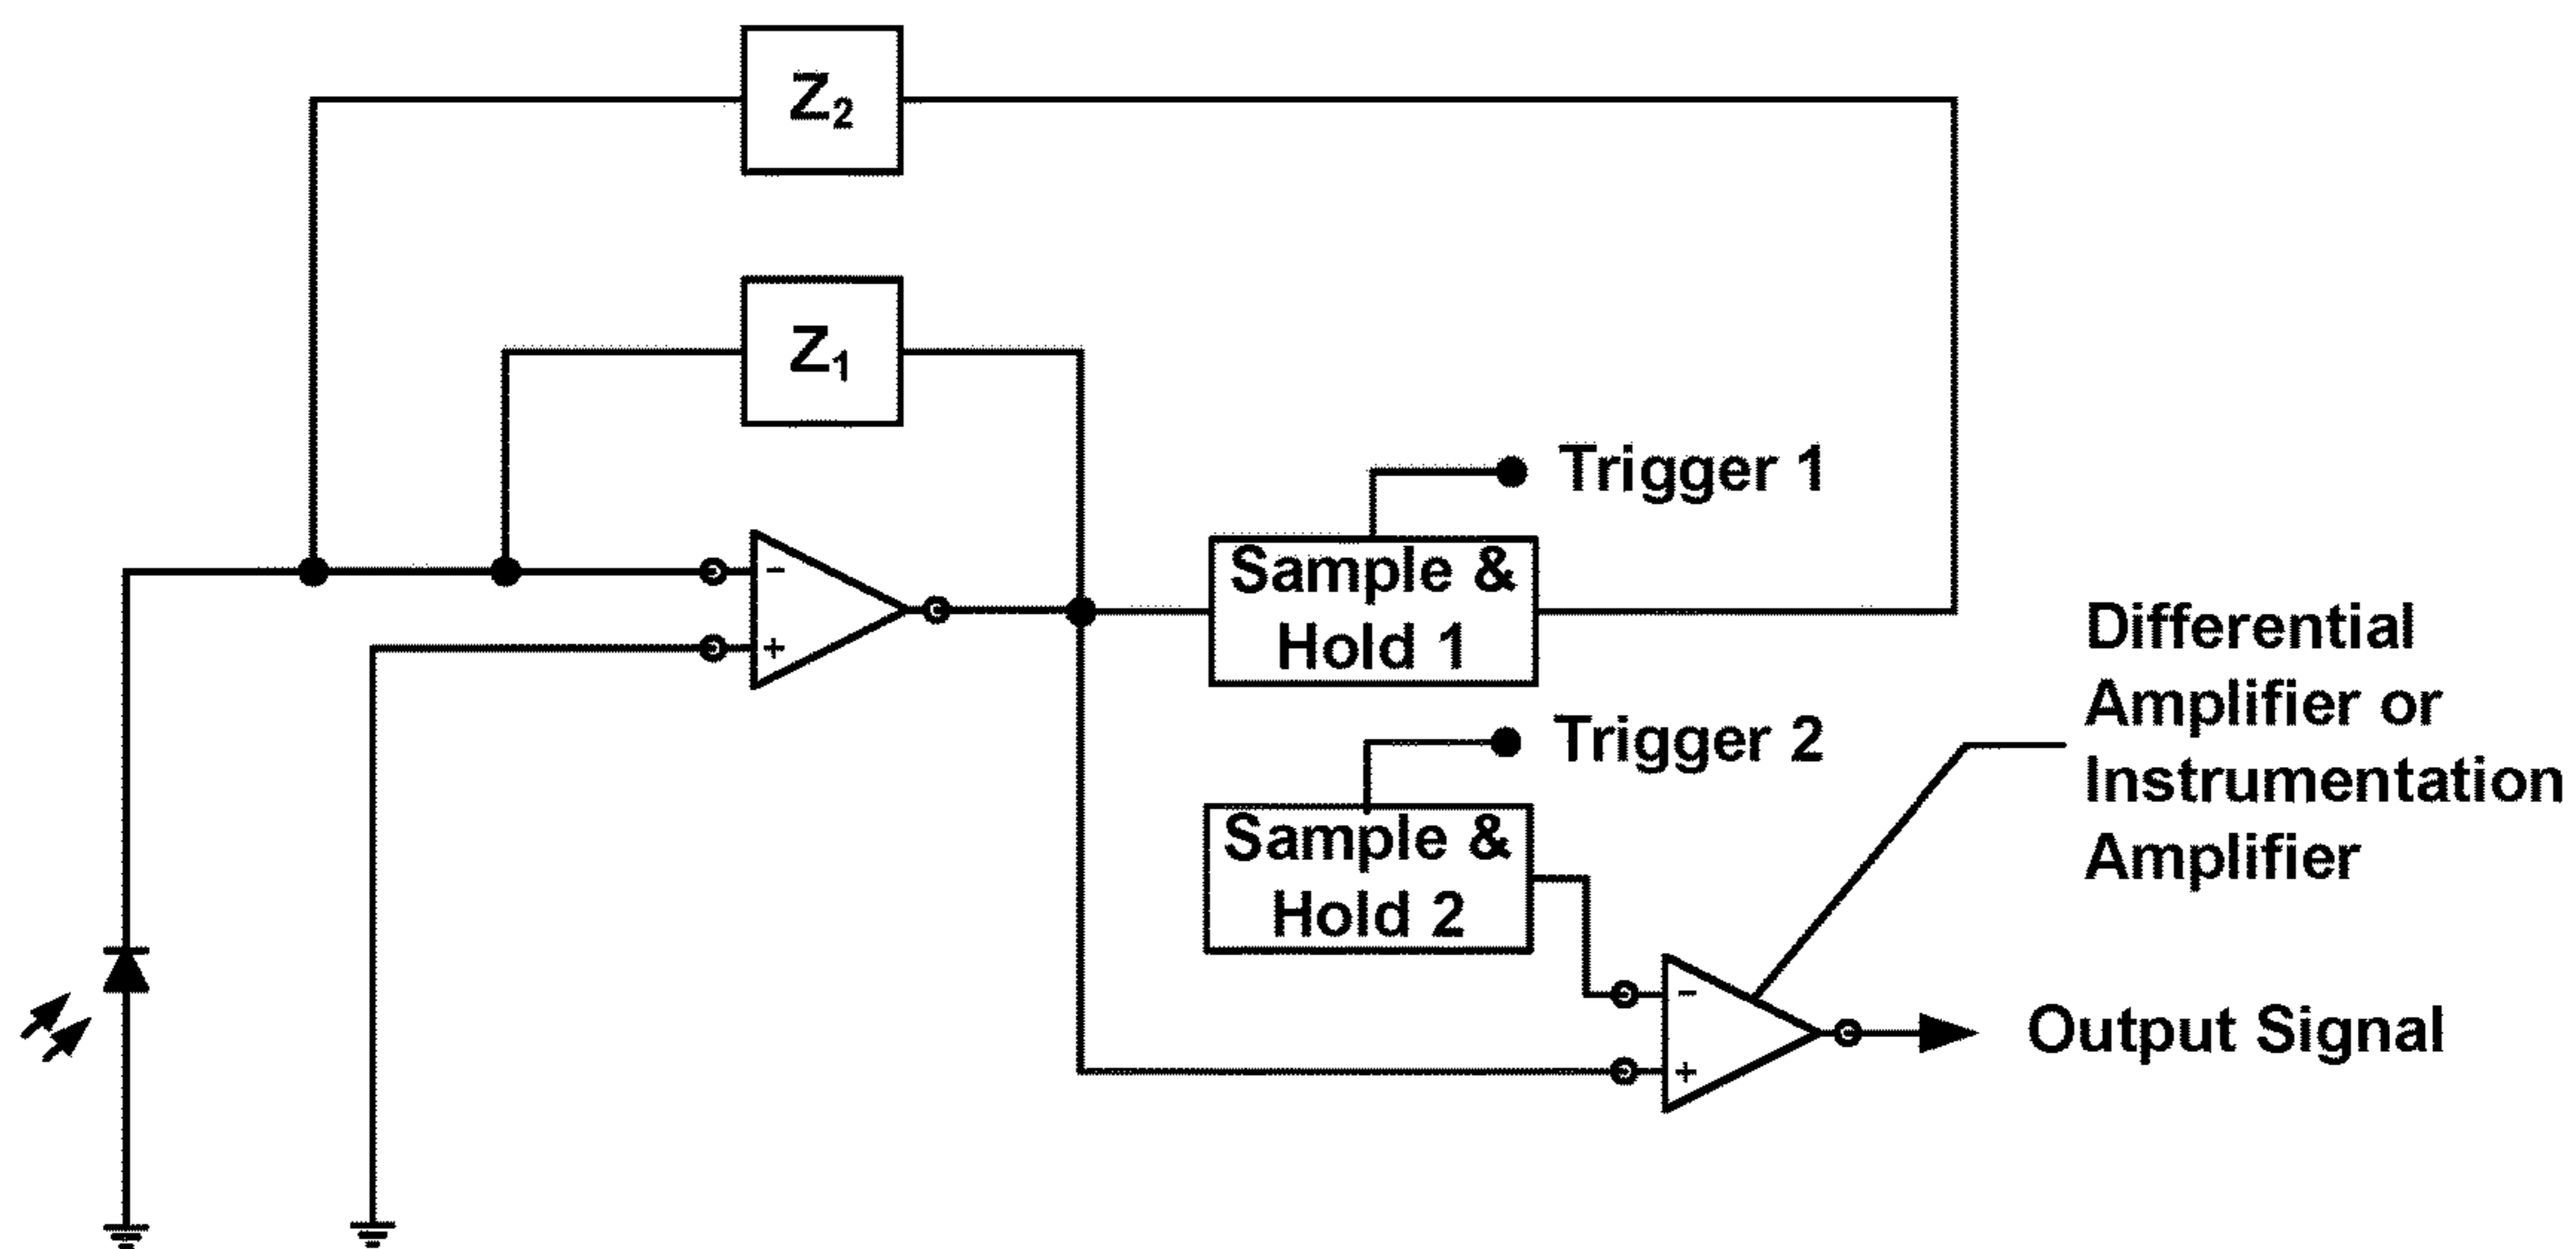 Z₂
Z₁
Trigger 1
Sample &
Hold 1
−
+
Trigger 2
Sample &
Hold 2
Differential
Amplifier or
Instrumentation
Amplifier
−
+
Output Signal